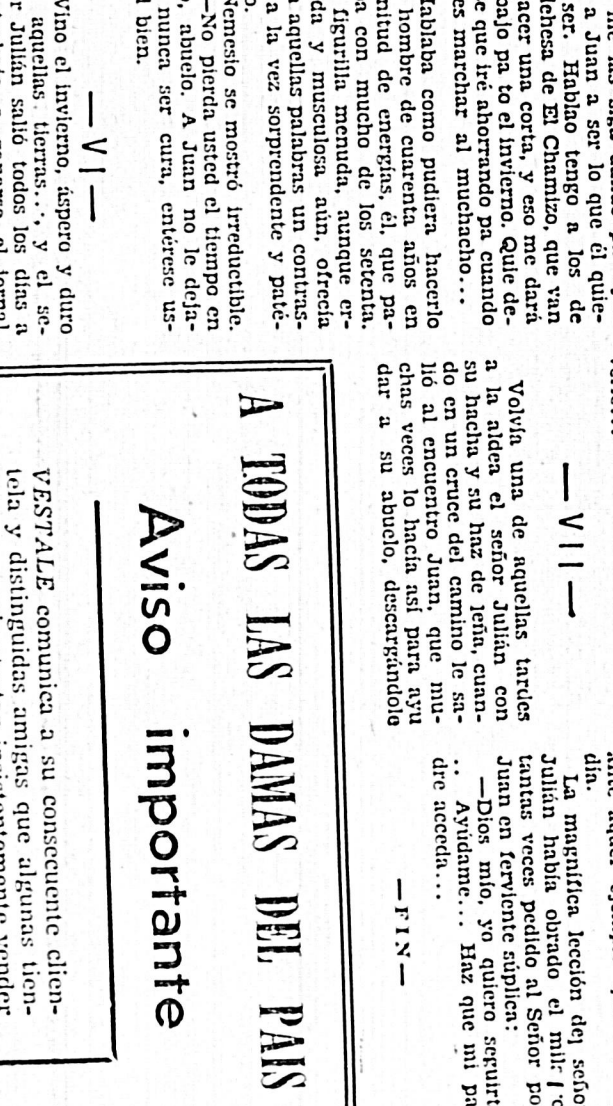 a Juan a ser lo que él quie-
ser. Hablao tengo a los de
dehesa de El Chamizo, que van
acer una corta, y eso me dará
bajo pa to el invierno. Quie de-
e que iré ahorrando pa cuando
es marchar al muchacho...
Hablaba como pudiera hacerlo
hombre de cuarenta años en
nitud de energías, él, que pa-
a con mucho de los setenta.
figurilla menuda, aunque er-
da y musculosa aún, ofrecía
aquellas palabras un contras-
a la vez sorprendente y paté-
o.
Nemesio se mostró irreductible.
—No pierda usted el tiempo en
, abuelo. A Juan no le deja-
nunca ser cura, entérese us-
l bien.
— VI —
Vino el invierno, áspero y duro
aquellas tierras..., y el se-
r Julián salió todos los días a
el jornal
— VII —
Volvía una de aquellas tardes
a la aldea el señor Julián con
su hacha y su haz de leña, cuan-
do en un cruce del camino le sa-
lió al encuentro Juan, que mu-
chas veces lo hacía así para ayu
dar a su abuelo, descargándole
día.
La magnífica lección del seño
Julián había obrado el
tantas veces pedido al Señor po
Juan en ferviente súplica:
—Dios mío, yo quiero seguirt
.. Ayúdame... Haz que mi pa
dre acceda...
—FIN—
A TODAS LAS DAMAS DEL PAIS
Aviso importante
VESTALE comunica a su consecuente clien-
tela y distinguidas amigas que algunas tien-
insistentemente vender